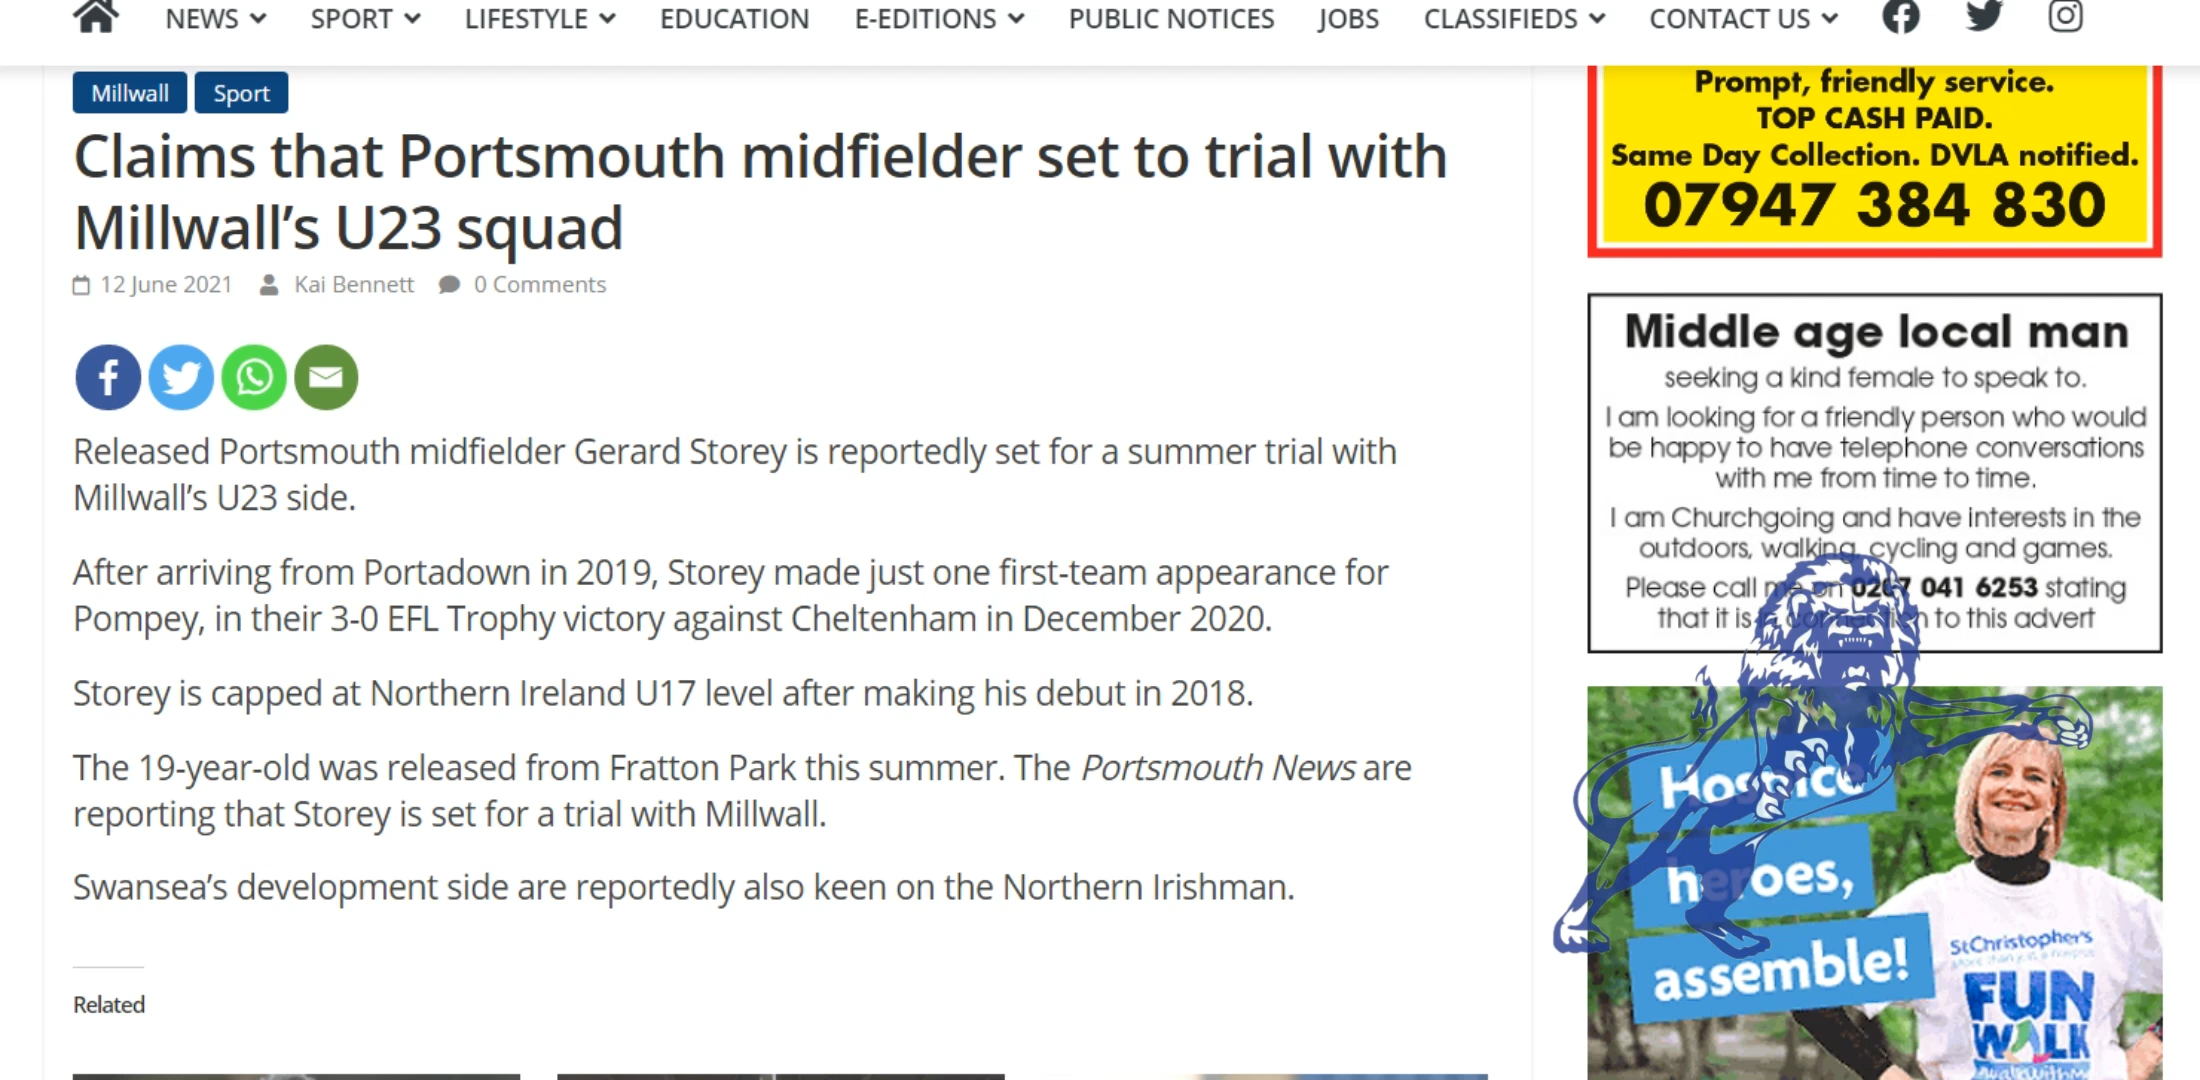 NEWS SPORT LIFESTYLE EDUCATION E-EDITIONS PUBLIC NOTICES JOBS CLASSIFIEDS CONTACT US
Millwall Sport
Claims that Portsmouth midfielder set to trial with
Millwall’s U23 squad
12 June 2021 Kai Bennett 0 Comments
Released Portsmouth midfielder Gerard Storey is reportedly set for a summer trial with
Millwall’s U23 side.
After arriving from Portadown in 2019, Storey made just one first-team appearance for
Pompey, in their 3-0 EFL Trophy victory against Cheltenham in December 2020.
Storey is capped at Northern Ireland U17 level after making his debut in 2018.
The 19-year-old was released from Fratton Park this summer. The Portsmouth News are
reporting that Storey is set for a trial with Millwall.
Swansea’s development side are reportedly also keen on the Northern Irishman.
Related
Prompt, friendly service.
TOP CASH PAID.
Same Day Collection. DVLA notified.
07947 384 830
Middle age local man
seeking a kind female to speak to.
I am looking for a friendly person who would
be happy to have telephone conversations
with me from time to time.
I am Churchgoing and have interests in the
outdoors, walking, cycling and games.
Please call me on 0207 041 6253 stating
that it is in connection to this advert
Hospice
heroes,
assemble!
StChristopher's
FUN
WALK